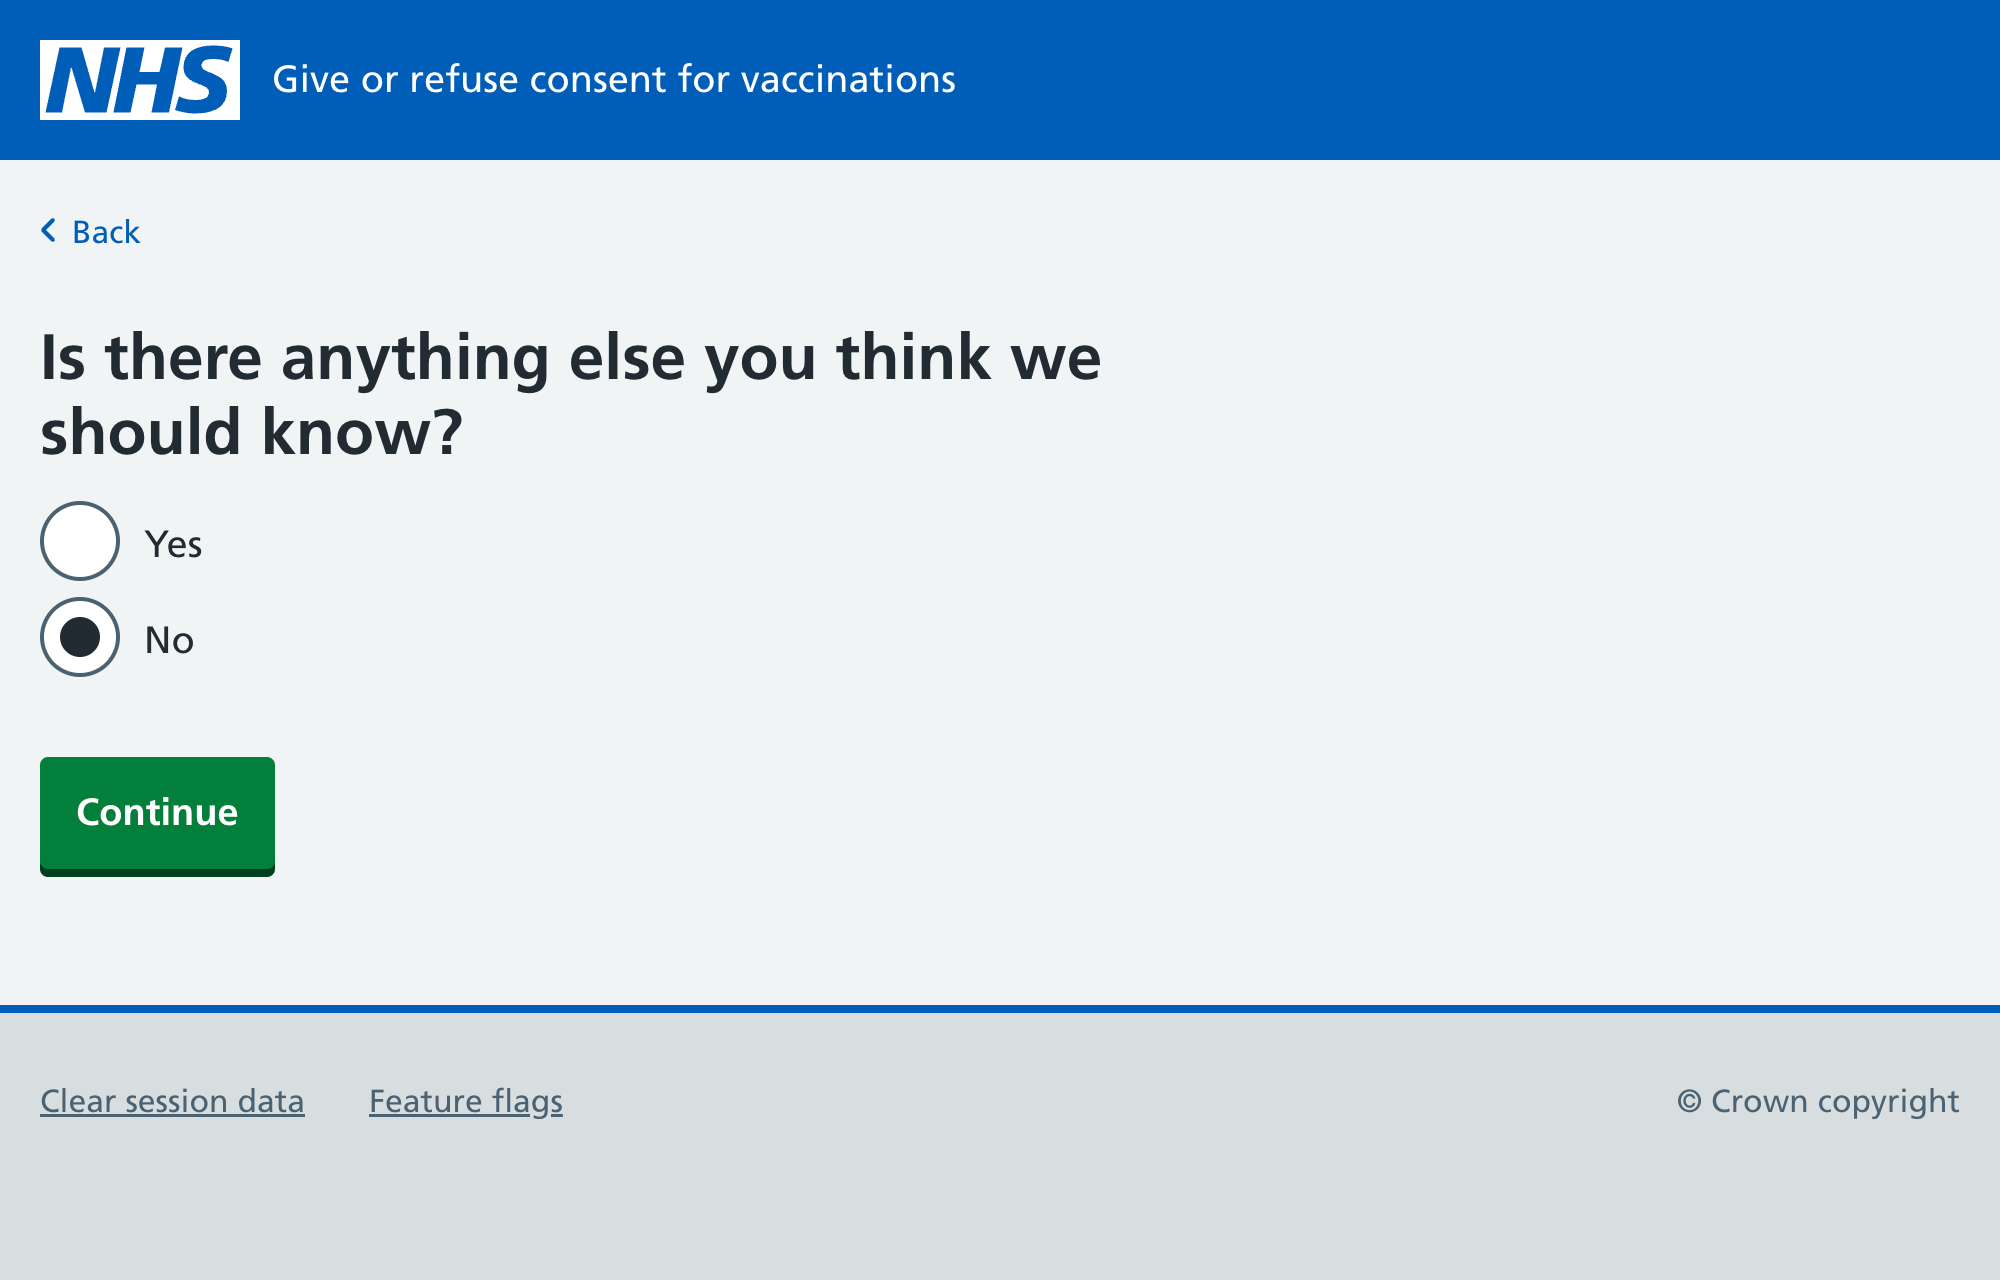 NHS
Give or refuse consent for vaccinations
Back
Is there anything else you think we
should know?
Yes
No
Continue
Clear session data
Feature flags
© Crown copyright